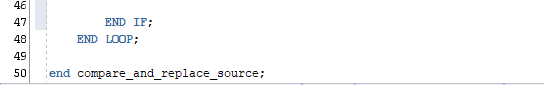 46
47 END IF;
48 END LOOP;
49
50 end compare_and_replace_source;